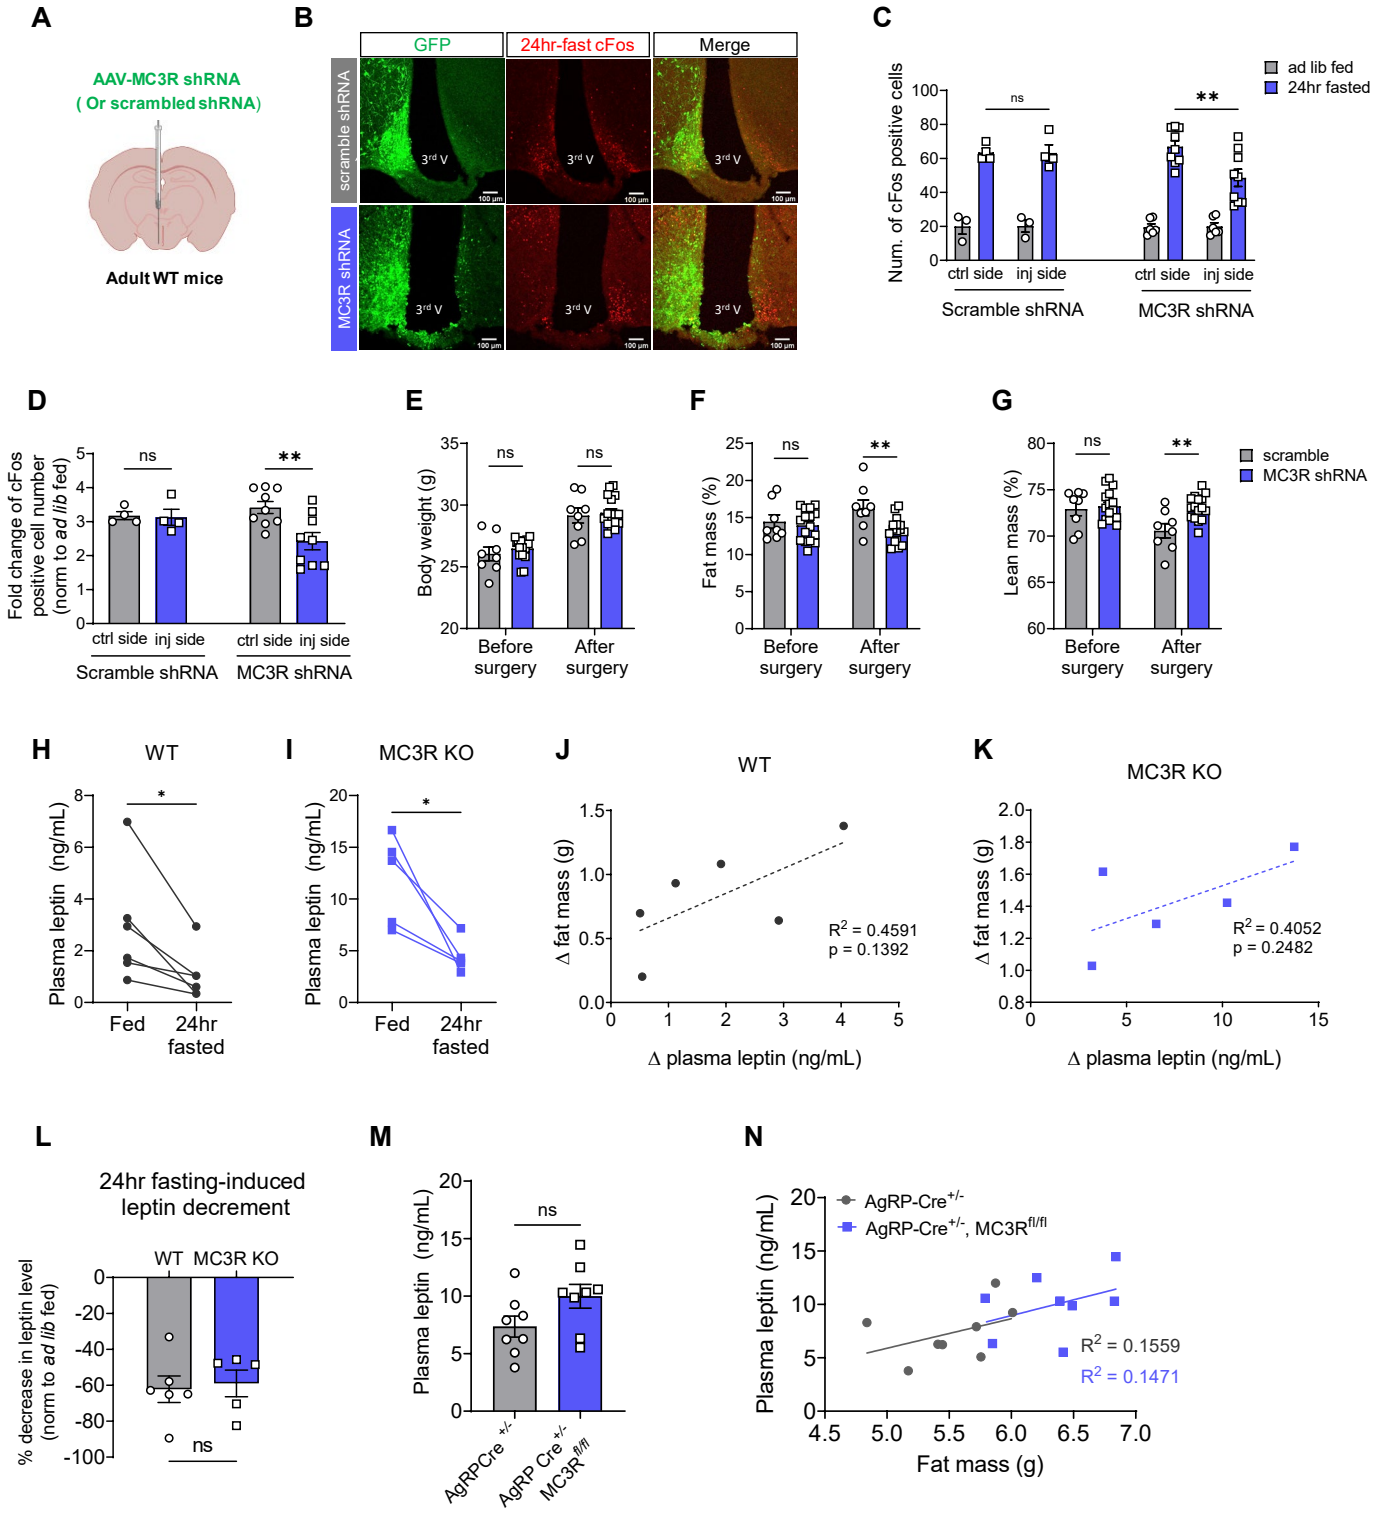 A
AAV-MC3R shRNA
( Or scrambled shRNA)
Adult WT mice
B
GFP
24hr-fast cFos
Merge
scramble shRNA
3rd V
100 μm
3rd V
100 μm
100 μm
MC3R shRNA
3rd V
100 μm
3rd V
100 μm
100 μm
C
ad lib fed
24hr fasted
Num. of cFos positive cells
100
80
60
40
20
0
ns
**
ctrl side
inj side
ctrl side
inj side
Scramble shRNA
MC3R shRNA
D
Fold change of cFos
positive cell number
(norm to ad lib fed)
5
4
3
2
1
0
ns
**
ctrl side
inj side
ctrl side
inj side
Scramble shRNA
MC3R shRNA
E
Body weight (g)
35
30
25
20
ns
ns
Before
surgery
After
surgery
F
Fat mass (%)
25
20
15
10
5
0
ns
**
Before
surgery
After
surgery
G
Lean mass (%)
80
75
70
65
60
ns
**
Before
surgery
After
surgery
scramble
MC3R shRNA
H
WT
Plasma leptin (ng/mL)
8
6
4
2
0
*
Fed
24hr
fasted
I
MC3R KO
Plasma leptin (ng/mL)
20
15
10
5
0
*
Fed
24hr
fasted
J
WT
Δ fat mass (g)
1.5
1.0
0.5
0.0
R2 = 0.4591
p = 0.1392
0 1 2 3 4 5
Δ plasma leptin (ng/mL)
K
MC3R KO
Δ fat mass (g)
2.0
1.8
1.6
1.4
1.2
1.0
0.8
R2 = 0.4052
p = 0.2482
0 5 10 15
Δ plasma leptin (ng/mL)
L
24hr fasting-induced
leptin decrement
WT MC3R KO
% decrease in leptin level
(norm to ad lib fed)
0
-20
-40
-60
-80
-100
ns
M
Plasma leptin (ng/mL)
20
15
10
5
0
ns
AgRPCre+/-
AgRP Cre+/-
MC3Rfl/fl
N
AgRP-Cre+/-
AgRP-Cre+/-, MC3Rfl/fl
Plasma leptin (ng/mL)
20
15
10
5
0
R2 = 0.1559
R2 = 0.1471
4.5 5.0 5.5 6.0 6.5 7.0
Fat mass (g)